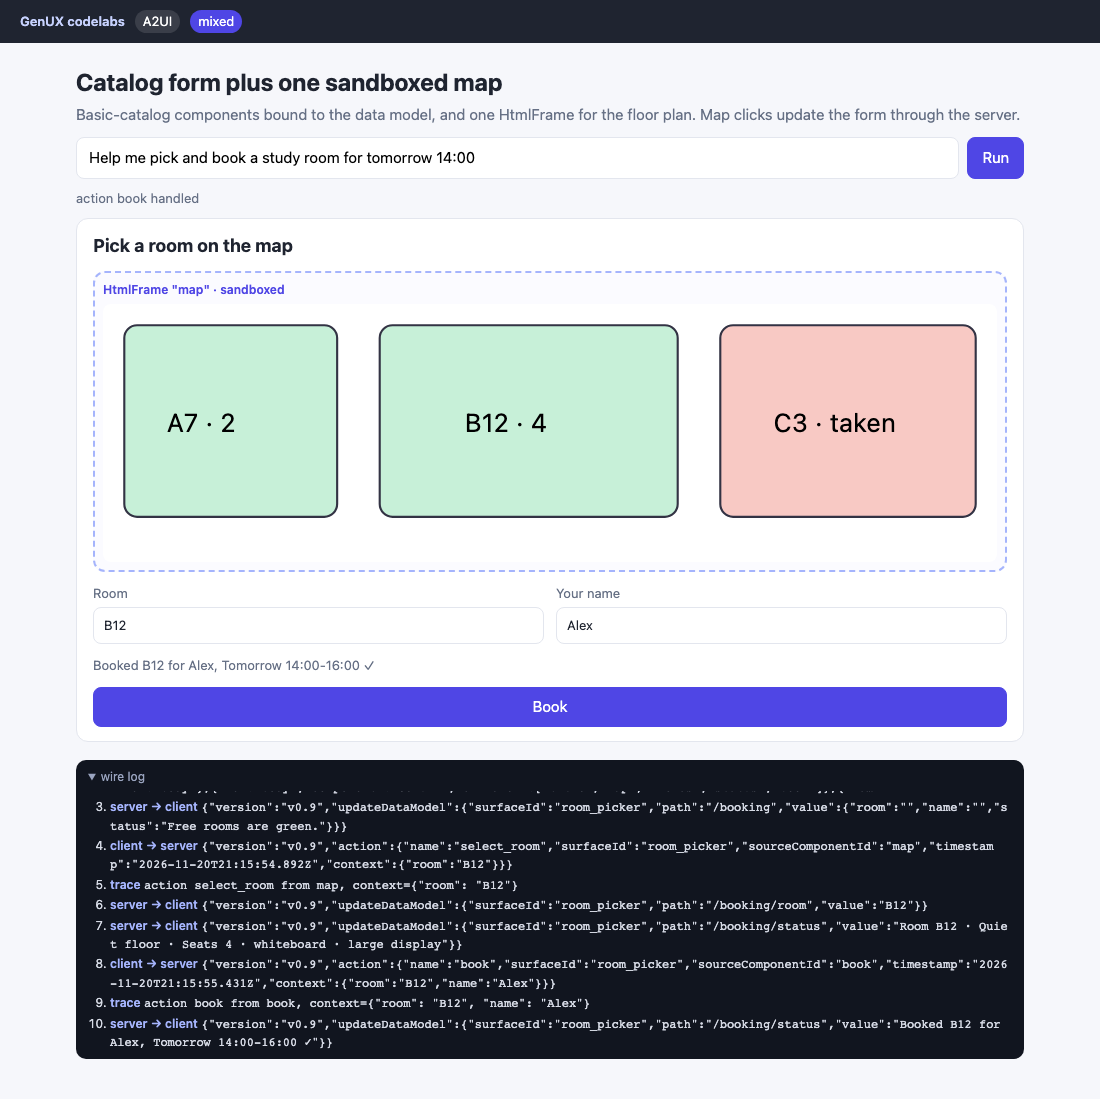 GenUX codelabs A2UI mixed
Catalog form plus one sandboxed map
Basic-catalog components bound to the data model, and one HtmlFrame for the floor plan. Map clicks update the form through the server.
Help me pick and book a study room for tomorrow 14:00 Run
action book handled
Pick a room on the map
HtmlFrame "map" · sandboxed
A7 · 2 B12 · 4 C3 · taken
Room Your name
B12 Alex
Booked B12 for Alex, Tomorrow 14:00-16:00 ✓
Book
▼ wire log
3. server → client {"version":"v0.9","updateDataModel":{"surfaceId":"room_picker","path":"/booking","value":{"room":"","name":"","s
tatus":"Free rooms are green."}}}
4. client → server {"version":"v0.9","action":{"name":"select_room","surfaceId":"room_picker","sourceComponentId":"map","timestam
p":"2026-11-20T21:15:54.892Z","context":{"room":"B12"}}}
5. trace action select_room from map, context={"room": "B12"}
6. server → client {"version":"v0.9","updateDataModel":{"surfaceId":"room_picker","path":"/booking/room","value":"B12"}}
7. server → client {"version":"v0.9","updateDataModel":{"surfaceId":"room_picker","path":"/booking/status","value":"Room B12 · Quie
t floor · Seats 4 · whiteboard · large display"}}
8. client → server {"version":"v0.9","action":{"name":"book","surfaceId":"room_picker","sourceComponentId":"book","timestamp":"2026
-11-20T21:15:55.431Z","context":{"room":"B12","name":"Alex"}}}
9. trace action book from book, context={"room": "B12", "name": "Alex"}
10. server → client {"version":"v0.9","updateDataModel":{"surfaceId":"room_picker","path":"/booking/status","value":"Booked B12 for
Alex, Tomorrow 14:00-16:00 ✓"}}